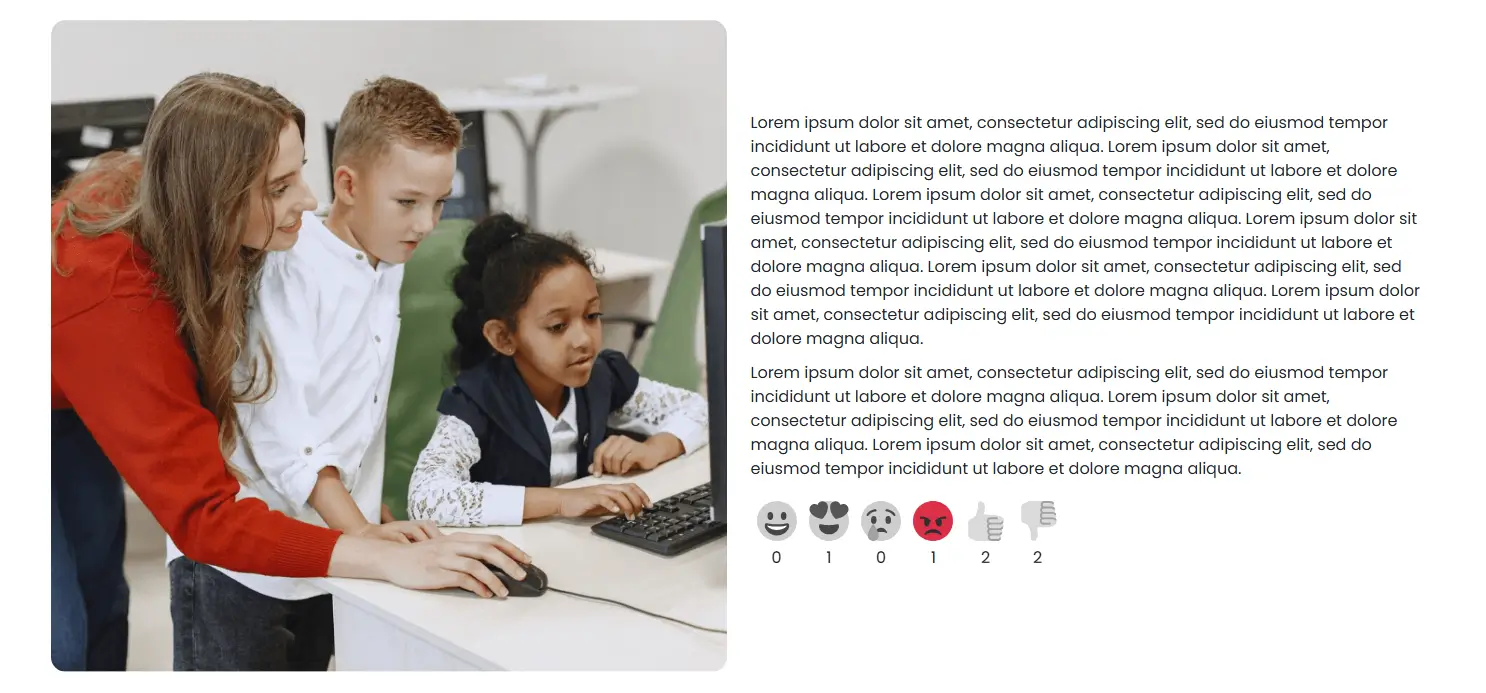 Lorem ipsum dolor sit amet, consectetur adipiscing elit, sed do eiusmod tempor
incididunt ut labore et dolore magna aliqua. Lorem ipsum dolor sit amet,
consectetur adipiscing elit, sed do eiusmod tempor incididunt ut labore et dolore
magna aliqua. Lorem ipsum dolor sit amet, consectetur adipiscing elit, sed do
eiusmod tempor incididunt ut labore et dolore magna aliqua. Lorem ipsum dolor sit
amet, consectetur adipiscing elit, sed do eiusmod tempor incididunt ut labore et
dolore magna aliqua. Lorem ipsum dolor sit amet, consectetur adipiscing elit, sed
do eiusmod tempor incididunt ut labore et dolore magna aliqua. Lorem ipsum dolor
sit amet, consectetur adipiscing elit, sed do eiusmod tempor incididunt ut labore et
dolore magna aliqua.
Lorem ipsum dolor sit amet, consectetur adipiscing elit, sed do eiusmod tempor
incididunt ut labore et dolore magna aliqua. Lorem ipsum dolor sit amet,
consectetur adipiscing elit, sed do eiusmod tempor incididunt ut labore et dolore
magna aliqua. Lorem ipsum dolor sit amet, consectetur adipiscing elit, sed do
eiusmod tempor incididunt ut labore et dolore magna aliqua.
0 1 0 1 2 2